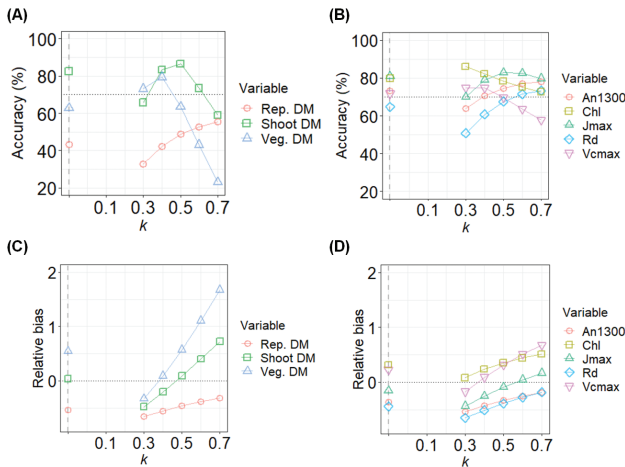 (A)
100
80
60
40
20
Accuracy (%)
0.1 0.3 0.5 0.7
k
Variable
Rep. DM
Shoot DM
Veg. DM
(B)
100
80
60
40
20
Accuracy (%)
0.1 0.3 0.5 0.7
k
Variable
An1300
Chl
Jmax
Rd
Vcmax
(C)
2
1
0
Relative bias
0.1 0.3 0.5 0.7
k
Variable
Rep. DM
Shoot DM
Veg. DM
(D)
2
1
0
Relative bias
0.1 0.3 0.5 0.7
k
Variable
An1300
Chl
Jmax
Rd
Vcmax